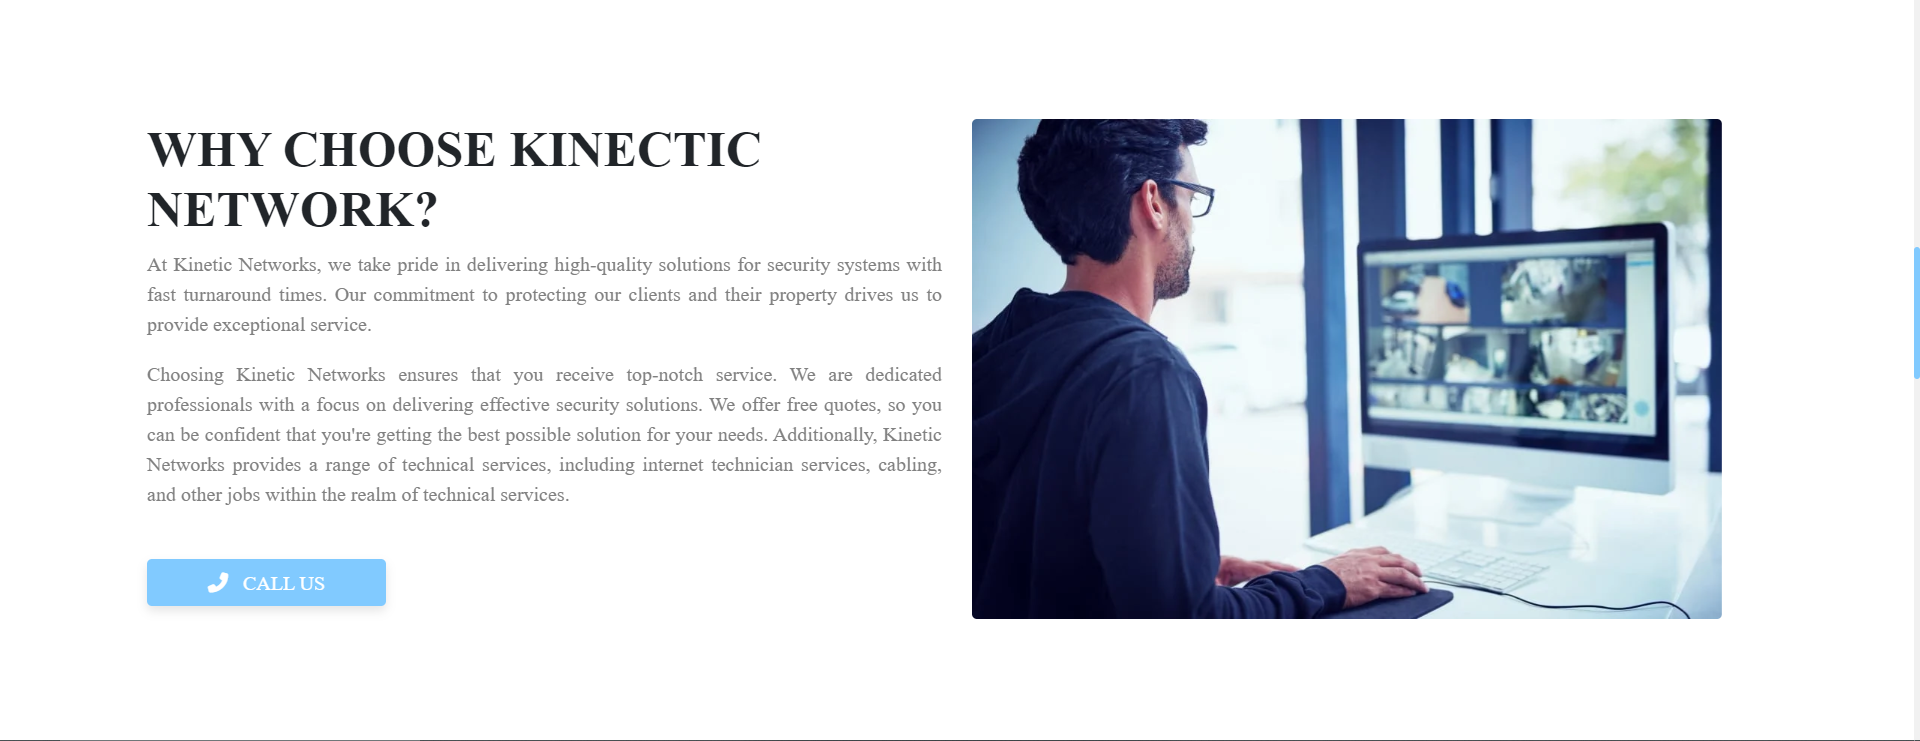 WHY CHOOSE KINECTIC
NETWORK?
At Kinetic Networks, we take pride in delivering high-quality solutions for security systems with
fast turnaround times. Our commitment to protecting our clients and their property drives us to
provide exceptional service.
Choosing Kinetic Networks ensures that you receive top-notch service. We are dedicated
professionals with a focus on delivering effective security solutions. We offer free quotes, so you
can be confident that you're getting the best possible solution for your needs. Additionally, Kinetic
Networks provides a range of technical services, including internet technician services, cabling,
and other jobs within the realm of technical services.
CALL US